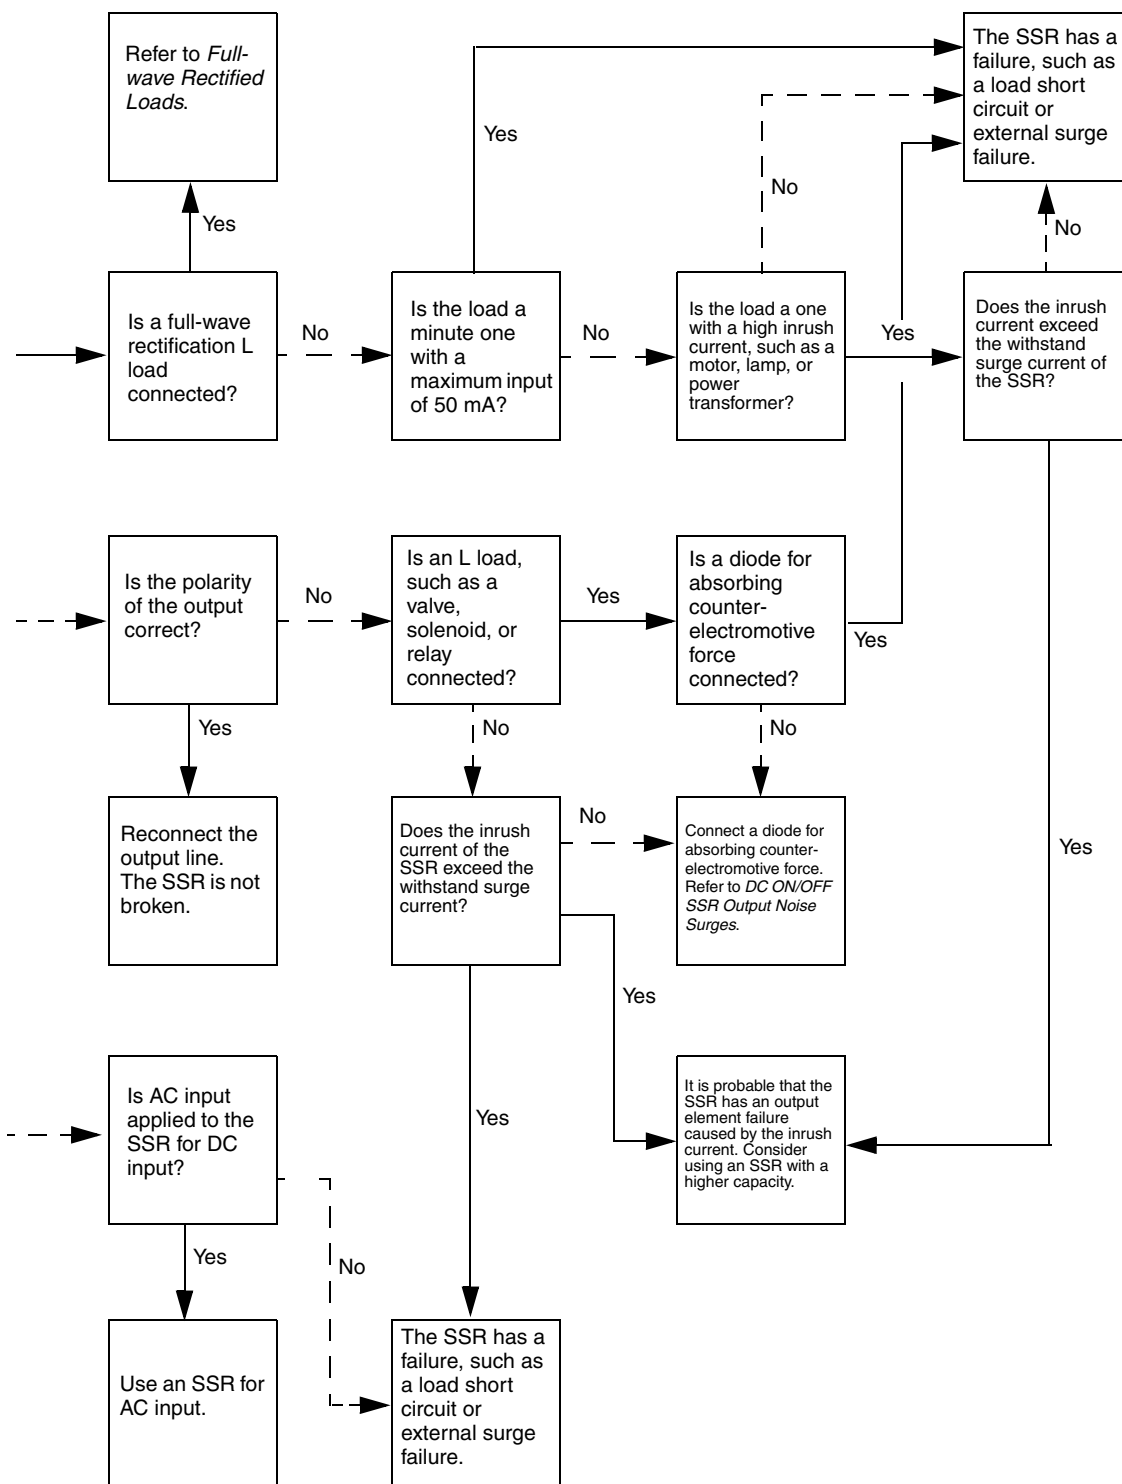 Refer to Full-
wave Rectified
Loads.
The SSR has a
failure, such as
a load short
circuit or
external surge
failure.
Yes
No
Yes
No
Is a full-wave
rectification L
load
connected?
No
Is the load a
minute one
with a
maximum input
of 50 mA?
No
Is the load a one
with a high inrush
current, such as a
motor, lamp, or
power
transformer?
Yes
Does the inrush
current exceed
the withstand
surge current of
the SSR?
Is the polarity
of the output
correct?
No
Is an L load,
such as a
valve,
solenoid, or
relay
connected?
Yes
Is a diode for
absorbing
counter-
electromotive
force
connected?
Yes
Yes
No
No
Reconnect the
output line.
The SSR is not
broken.
Does the inrush
current of the
SSR exceed the
withstand surge
current?
No
Connect a diode for
absorbing counter-
electromotive force.
Refer to DC ON/OFF
SSR Output Noise
Surges.
Yes
Yes
Is AC input
applied to the
SSR for DC
input?
Yes
It is probable that the
SSR has an output
element failure
caused by the inrush
current. Consider
using an SSR with a
higher capacity.
Yes
No
Use an SSR for
AC input.
The SSR has a
failure, such as
a load short
circuit or
external surge
failure.